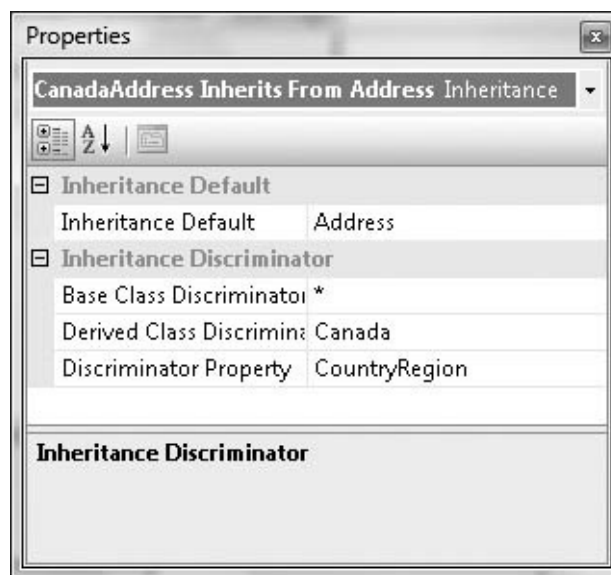 Properties
CanadaAddress Inherits From Address Inheritance
Inheritance Default
Inheritance Default Address
Inheritance Discriminator
Base Class Discriminator *
Derived Class Discrimina Canada
Discriminator Property CountryRegion
Inheritance Discriminator